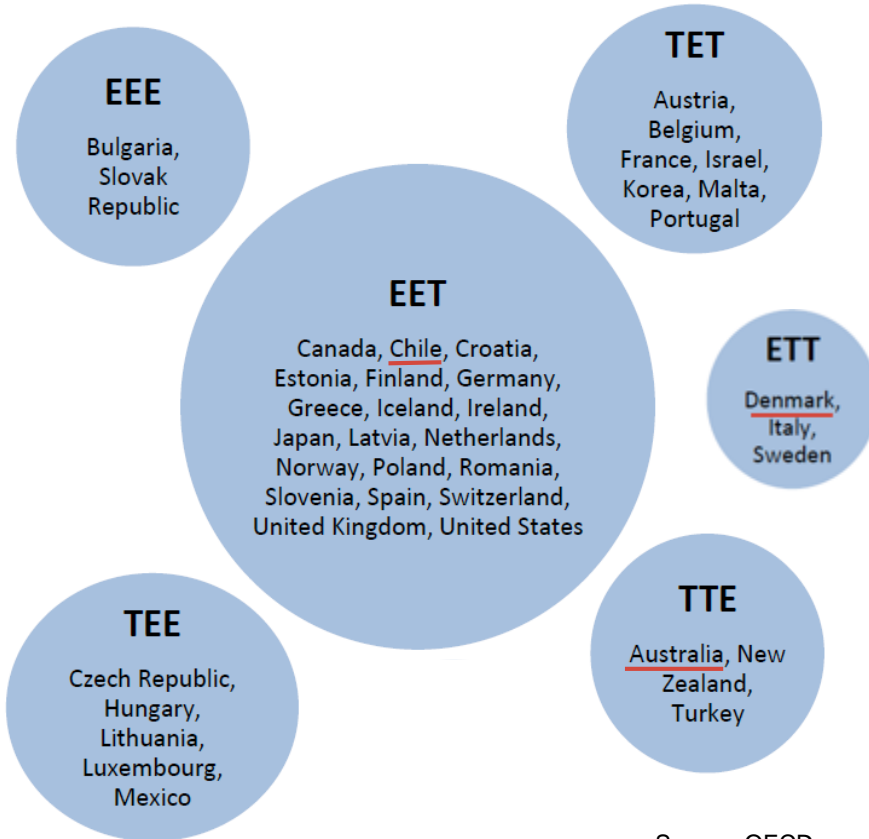 EEE
Bulgaria,
Slovak
Republic
TET
Austria,
Belgium,
France, Israel,
Korea, Malta,
Portugal
EET
Canada, Chile, Croatia,
Estonia, Finland, Germany,
Greece, Iceland, Ireland,
Japan, Latvia, Netherlands,
Norway, Poland, Romania,
Slovenia, Spain, Switzerland,
United Kingdom, United States
ETT
Denmark,
Italy,
Sweden
TEE
Czech Republic,
Hungary,
Lithuania,
Luxembourg,
Mexico
TTE
Australia, New
Zealand,
Turkey
OECD